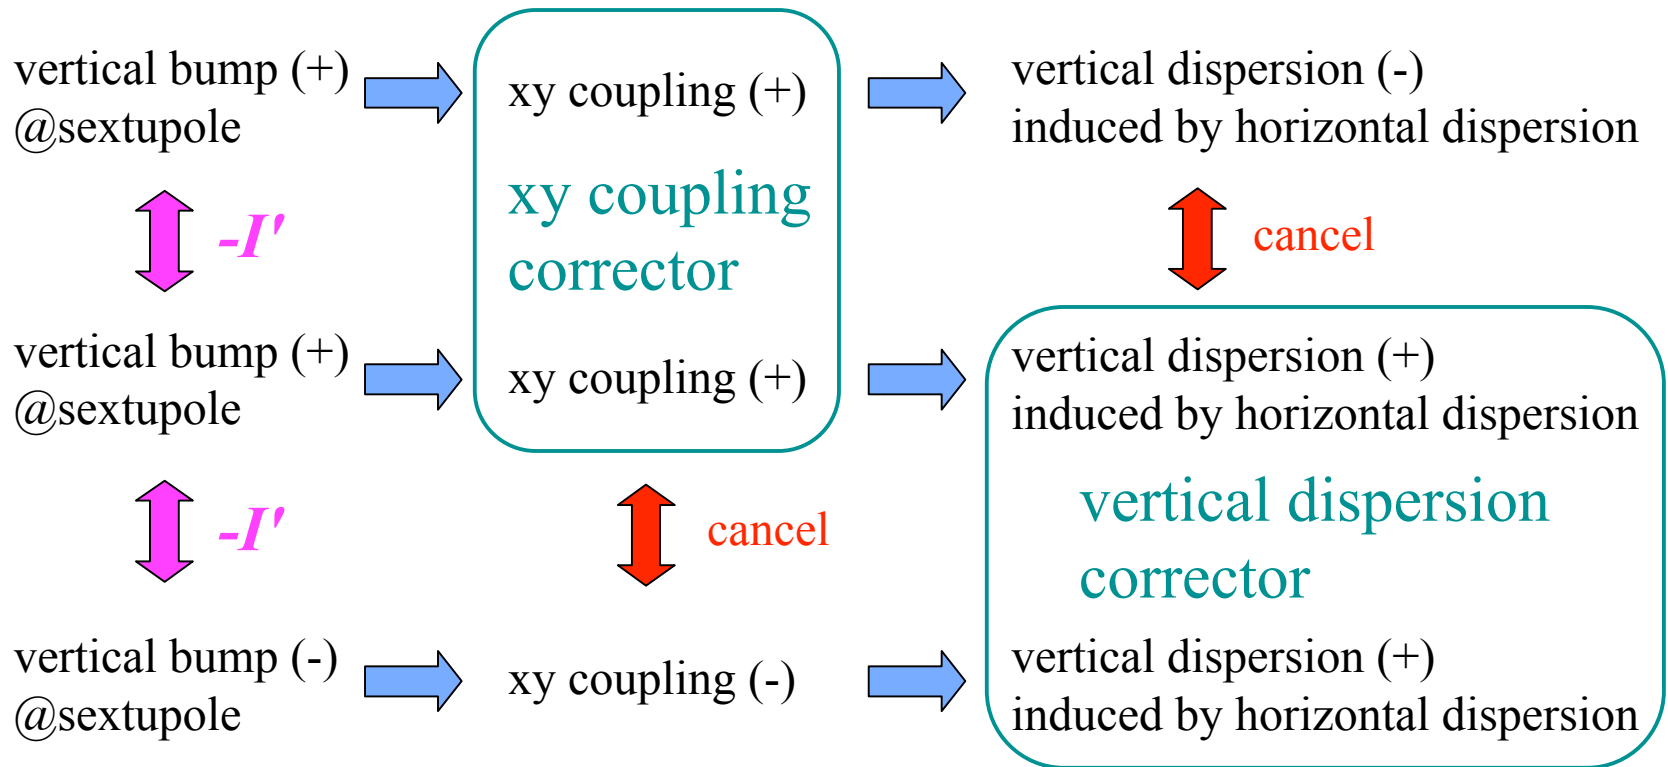 vertical bump (+)
@sextupole
xy coupling (+)
vertical dispersion (-)
induced by horizontal dispersion
-I'
xy coupling
corrector
cancel
vertical bump (+)
@sextupole
xy coupling (+)
vertical dispersion (+)
induced by horizontal dispersion
-I'
cancel
vertical dispersion
corrector
vertical bump (-)
@sextupole
xy coupling (-)
vertical dispersion (+)
induced by horizontal dispersion